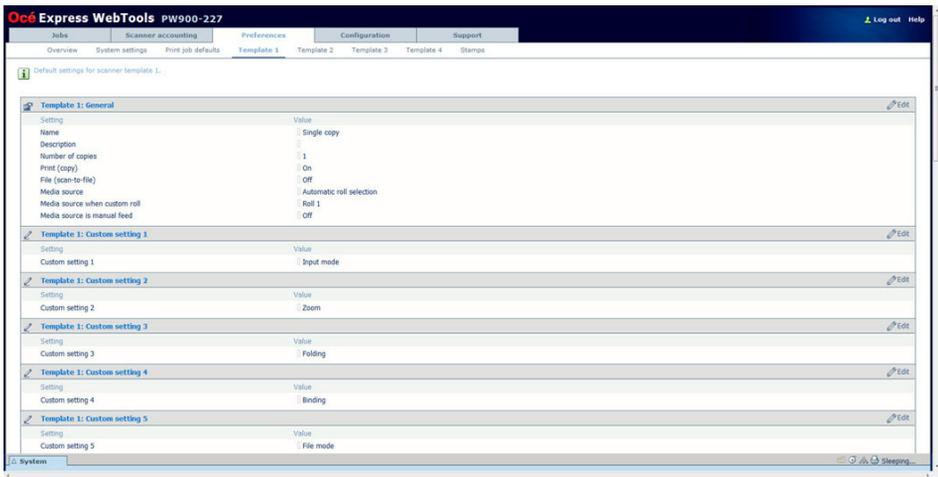 Océ Express WebTools PW900-227
Log out Help
Jobs Scanner accounting Preferences Configuration Support
Overview System settings Print job defaults Template 1 Template 2 Template 3 Template 4 Stamps
Default settings for scanner template 1.
Template 1: General Edit
Setting Value
Name Single copy
Description
Number of copies 1
Print (copy) On
File (scan-to-file) Off
Media source Automatic roll selection
Media source when custom roll Roll 1
Media source is manual feed Off
Template 1: Custom setting 1 Edit
Setting Value
Custom setting 1 Input mode
Template 1: Custom setting 2 Edit
Setting Value
Custom setting 2 Zoom
Template 1: Custom setting 3 Edit
Setting Value
Custom setting 3 Folding
Template 1: Custom setting 4 Edit
Setting Value
Custom setting 4 Binding
Template 1: Custom setting 5 Edit
Setting Value
Custom setting 5 File mode
System Sleeping...